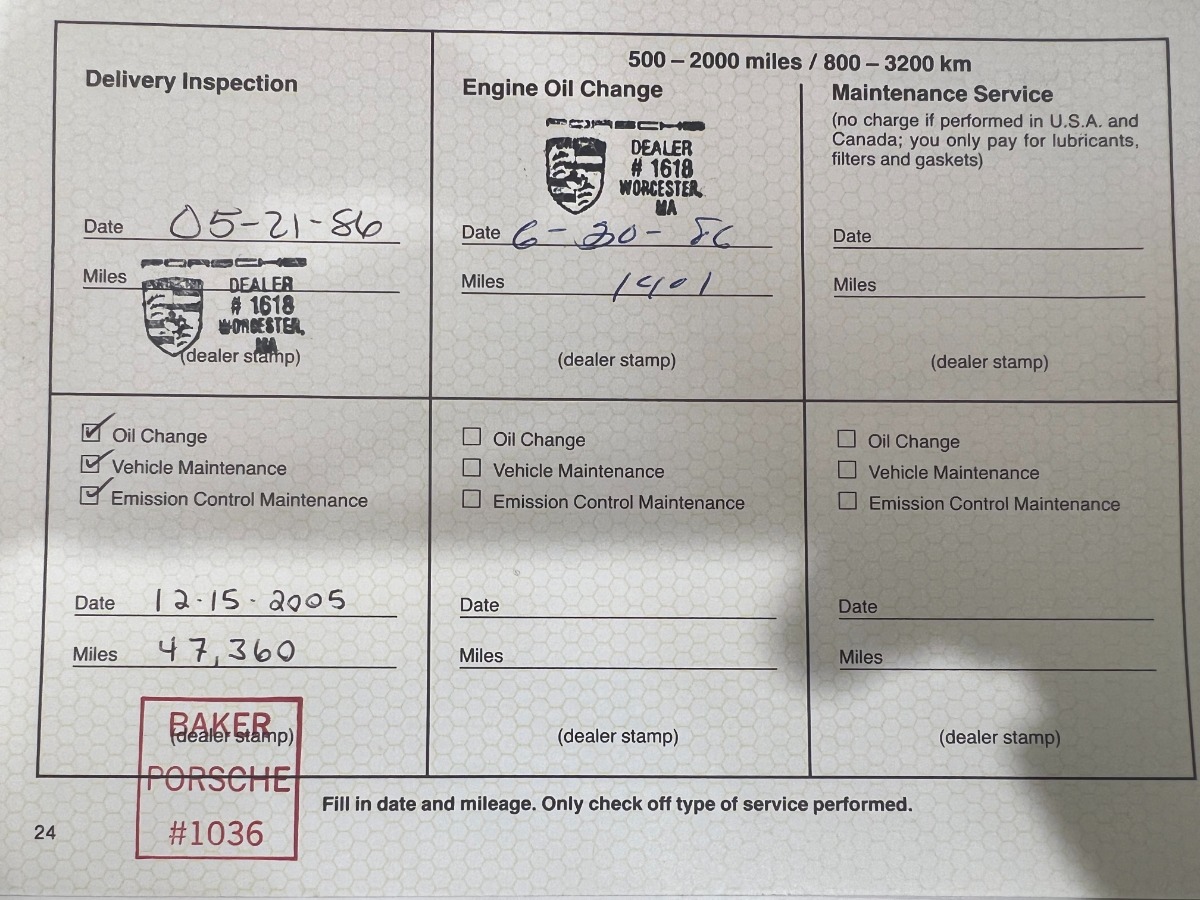 Delivery Inspection
Date 05-21-86
Miles
PORSCHE
DEALER
# 1618
WORCESTER,
MA
(dealer stamp)
500 – 2000 miles / 800 – 3200 km
Engine Oil Change
PORSCHE
DEALER
# 1618
WORCESTER,
MA
Date 6-30-86
Miles 1401
(dealer stamp)
Maintenance Service
(no charge if performed in U.S.A. and
Canada; you only pay for lubricants,
filters and gaskets)
Date
Miles
(dealer stamp)
Oil Change
Vehicle Maintenance
Emission Control Maintenance
Date 12-15-2005
Miles 47,360
(dealer stamp)
BAKER
PORSCHE
#1036
Oil Change
Vehicle Maintenance
Emission Control Maintenance
Date
Miles
(dealer stamp)
Oil Change
Vehicle Maintenance
Emission Control Maintenance
Date
Miles
(dealer stamp)
Fill in date and mileage. Only check off type of service performed.
24